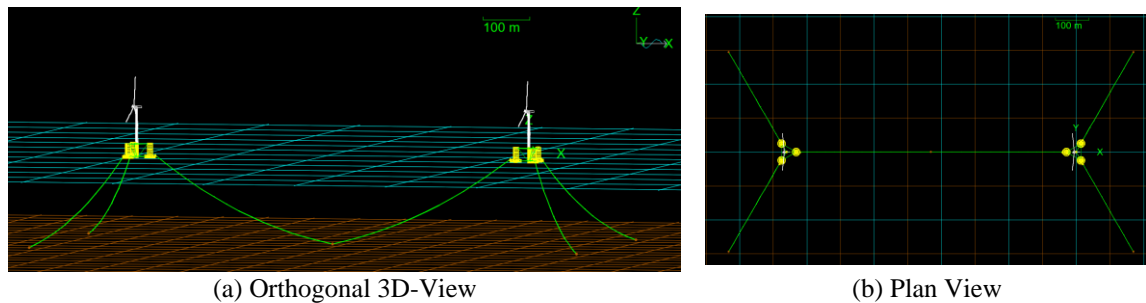 100 m
Z
Y X
Z
X
(a) Orthogonal 3D-View
100 m
Y
X
(b) Plan View